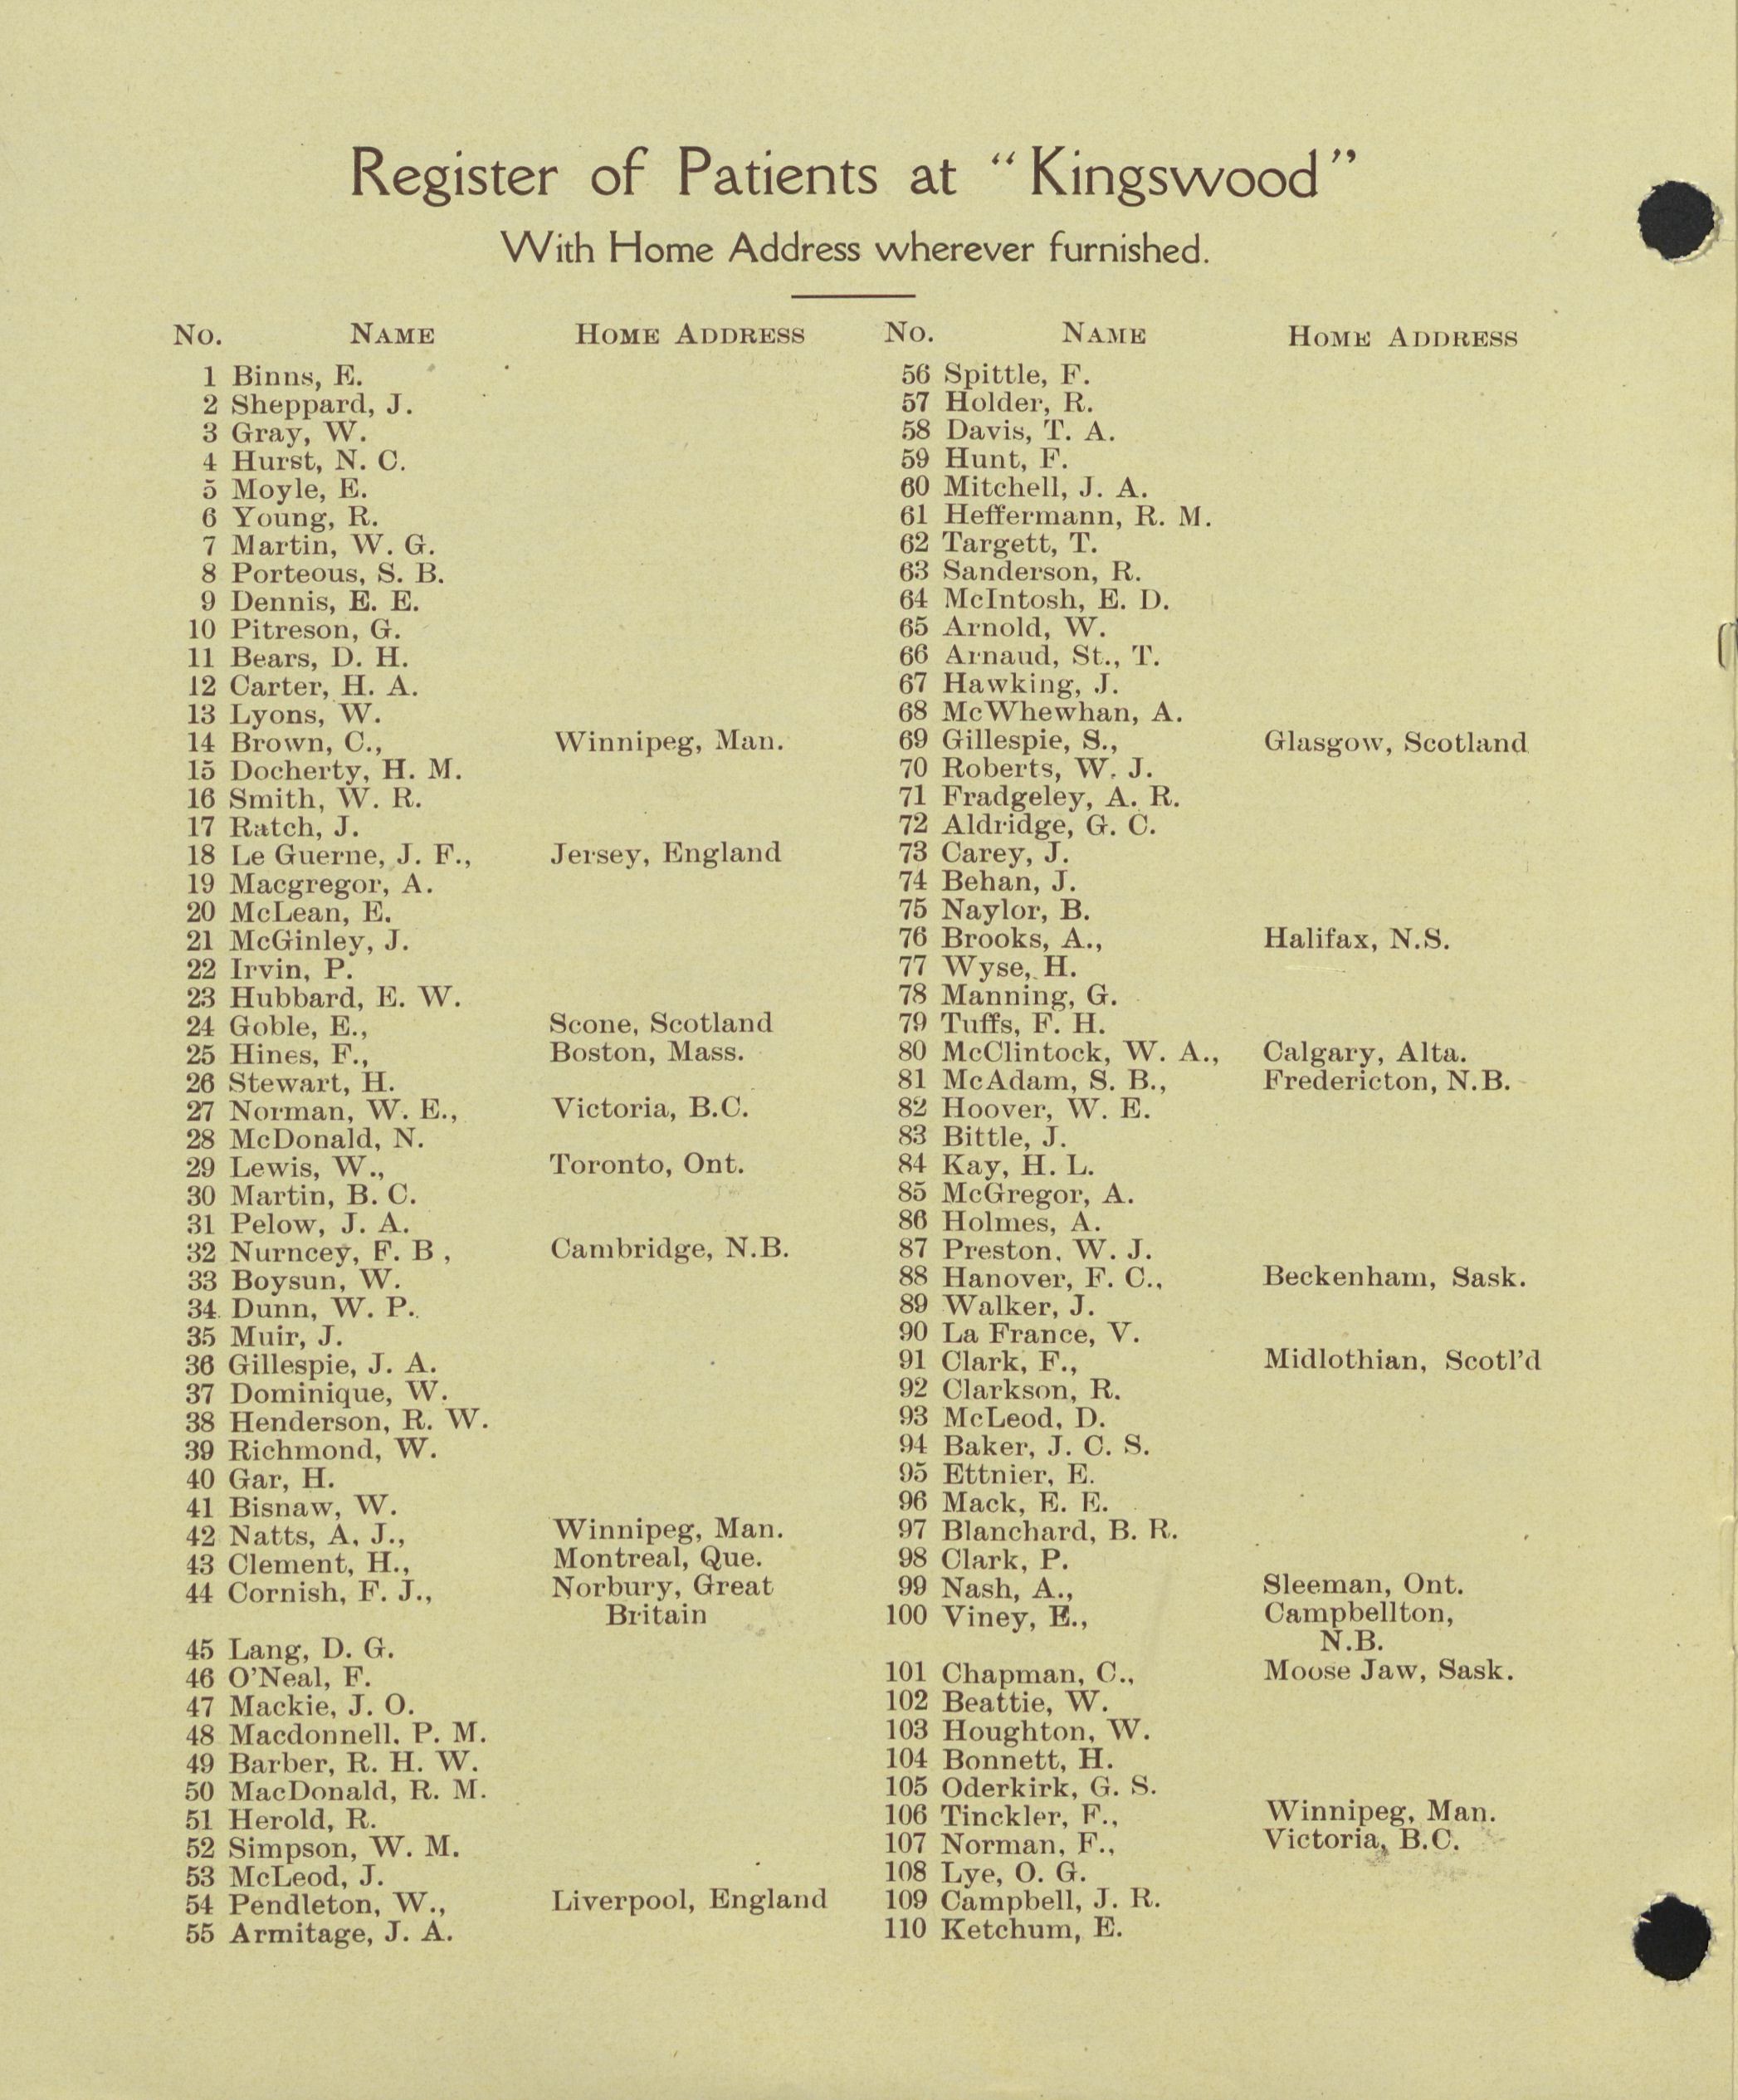 Register of Patients at "Kingswood"
With Home Address wherever furnished.
No. NAME HOME ADDRESS
1 Binns, E.
2 Sheppard, J.
3 Gray, W.
4 Hurst, N. C.
5 Moyle, E.
6 Young, R.
7 Martin, W. G.
8 Porteous, S. B.
9 Dennis, E. E.
10 Pitreson, G.
11 Bears, D. H.
12 Carter, H. A.
13 Lyons, W.
14 Brown, C., Winnipeg, Man.
15 Docherty, H. M.
16 Smith, W. R.
17 Ratch, J.
18 Le Guerne, J. F., Jersey, England
19 Macgregor, A.
20 McLean, E.
21 McGinley, J.
22 Irvin, P.
23 Hubbard, E. W.
24 Goble, E., Scone, Scotland
25 Hines, F., Boston, Mass.
26 Stewart, H.
27 Norman, W. E., Victoria, B.C.
28 McDonald, N.
29 Lewis, W., Toronto, Ont.
30 Martin, B. C.
31 Pelow, J. A.
32 Nurncey, F. B , Cambridge, N.B.
33 Boysun, W.
34 Dunn, W. P.
35 Muir, J.
36 Gillespie, J. A.
37 Dominique, W.
38 Henderson, R. W.
39 Richmond, W.
40 Gar, H.
41 Bisnaw, W.
42 Natts, A. J., Winnipeg, Man.
43 Clement, H., Montreal, Que.
44 Cornish, F. J., Norbury, Great
Britain
45 Lang, D. G.
46 O'Neal, F.
47 Mackie, J. O.
48 Macdonnell. P. M.
49 Barber, R. H. W.
50 MacDonald, R. M.
51 Herold, R.
52 Simpson, W. M.
53 McLeod, J.
54 Pendleton, W., Liverpool, England
55 Armitage, J. A.
No. NAME HOME ADDRESS
56 Spittle, F.
57 Holder, R.
58 Davis, T. A.
59 Hunt, F.
60 Mitchell, J. A.
61 Heffermann, R. M.
62 Targett, T.
63 Sanderson, R.
64 McIntosh, E. D.
65 Arnold, W.
66 Arnaud, St., T.
67 Hawking, J.
68 McWhewhan, A.
69 Gillespie, S., Glasgow, Scotland
70 Roberts, W. J.
71 Fradgeley, A. R.
72 Aldridge, G. C.
73 Carey, J.
74 Behan, J.
75 Naylor, B.
76 Brooks, A., Halifax, N.S.
77 Wyse, H.
78 Manning, G.
79 Tuffs, F. H.
80 McClintock, W. A., Calgary, Alta.
81 McAdam, S. B., Fredericton, N.B.
82 Hoover, W. E.
83 Bittle, J.
84 Kay, H. L.
85 McGregor, A.
86 Holmes, A.
87 Preston. W. J.
88 Hanover, F. C., Beckenham, Sask.
89 Walker, J.
90 La France, V.
91 Clark, F., Midlothian, Scotl'd
92 Clarkson, R.
93 McLeod, D.
94 Baker, J. C. S.
95 Ettnier, E.
96 Mack, E. E.
97 Blanchard, B. R.
98 Clark, P.
99 Nash, A., Sleeman, Ont.
100 Viney, E., Campbellton,
N.B.
101 Chapman, C., Moose Jaw, Sask.
102 Beattie, W.
103 Houghton, W.
104 Bonnett, H.
105 Oderkirk, G. S.
106 Tinckler, F., Winnipeg, Man.
107 Norman, F., Victoria, B.C.
108 Lye, O. G.
109 Campbell, J. R.
110 Ketchum, E.